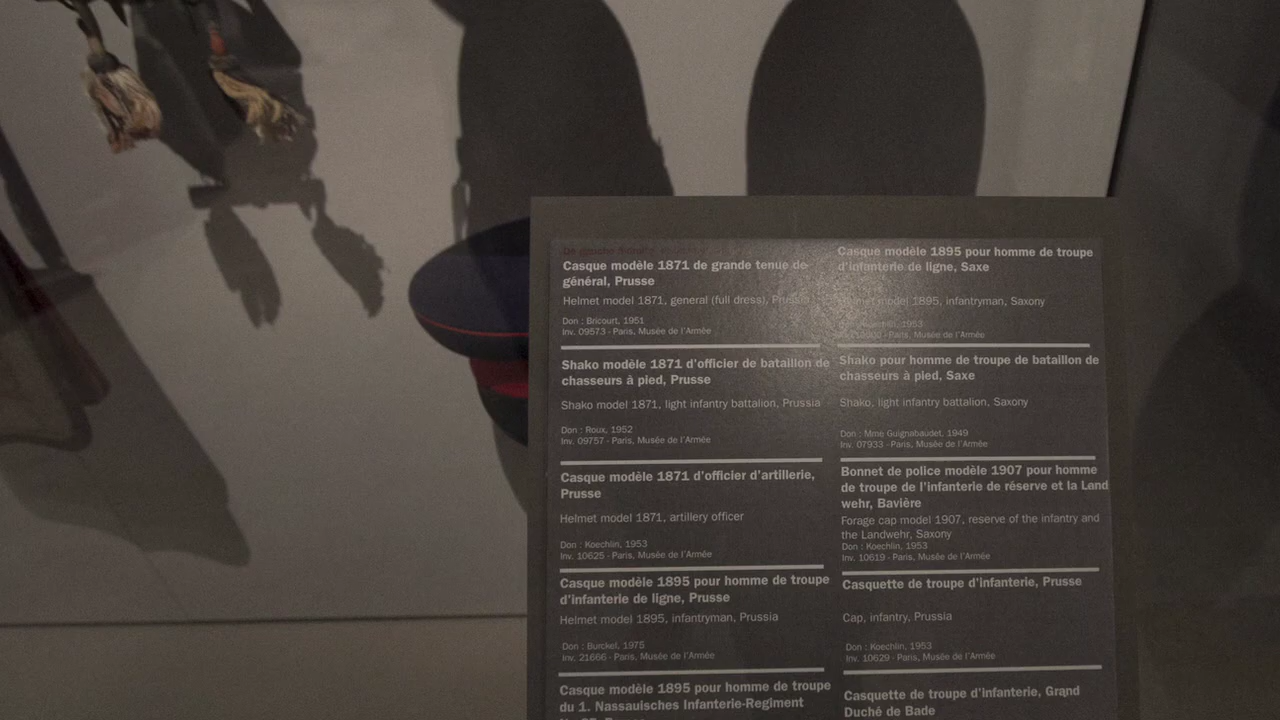 Casque modèle 1871 de grande tenue de
général, Prusse
Helmet model 1871, general (full dress),
Don : Bricourt, 1951
Inv. 09573 - Paris, Musée de l'Armée
Shako modèle 1871 d'officier de bataillon de
chasseurs à pied, Prusse
Shako model 1871, light infantry battalion, Prussia
Don : Roux, 1952
Inv. 09757 - Paris, Musée de l'Armée
Casque modèle 1871 d'officier d'artillerie,
Prusse
Helmet model 1871, artillery officer
Don : Koechlin, 1953
Inv. 10625 - Paris, Musée de l'Armée
Casque modèle 1895 pour homme de troupe
d'infanterie de ligne, Prusse
Helmet model 1895, infantryman, Prussia
Don : Burckel, 1975
Inv. 21666 - Paris, Musée de l'Armée
Casque modèle 1895 pour homme de troupe
du 1. Nassauisches Infanterie-Regiment
Casque modèle 1895 pour homme de troupe
d'infanterie de ligne, Saxe
Helmet model 1895, infantryman, Saxony
1953
- Paris, Musée de l'Armée
Shako pour homme de troupe de bataillon de
chasseurs à pied, Saxe
Shako, light infantry battalion, Saxony
Don : Mme Guignabaudet, 1949
Inv. 07933 - Paris, Musée de l'Armée
Bonnet de police modèle 1907 pour homme
de troupe de l'infanterie de réserve et la Land
wehr, Bavière
Forage cap model 1907, reserve of the infantry and
the Landwehr, Saxony
Don : Koechlin, 1953
Inv. 10619 - Paris, Musée de l'Armée
Casquette de troupe d'infanterie, Prusse
Cap, infantry, Prussia
Don : Koechlin, 1953
Inv. 10629 - Paris, Musée de l'Armée
Casquette de troupe d'infanterie, Grand
Duché de Bade